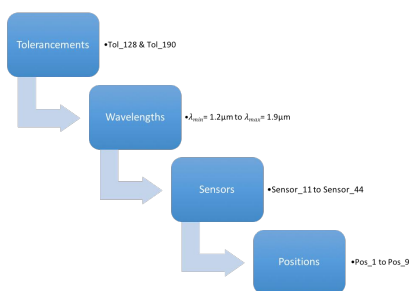 Tolerancements
•Tol_128 & Tol_190
Wavelengths
•λmin= 1.2µm to λmax= 1.9µm
Sensors
•Sensor_11 to Sensor_44
Positions
•Pos_1 to Pos_9